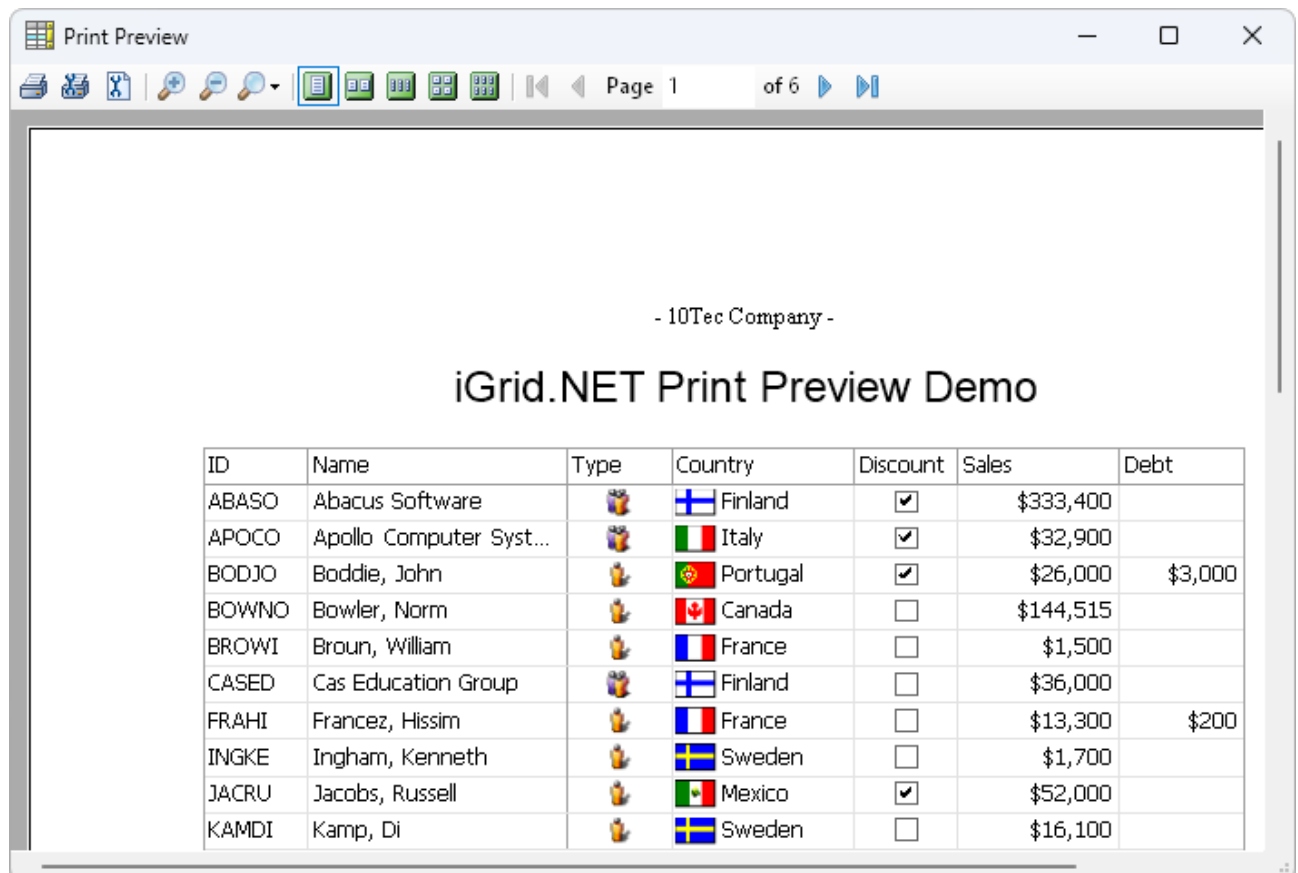 Print Preview
Page 1 of 6
- 10Tec Company -
iGrid.NET Print Preview Demo
ID Name Type Country Discount Sales Debt
ABASO Abacus Software Finland $333,400
APOCO Apollo Computer Syst... Italy $32,900
BODJO Boddie, John Portugal $26,000 $3,000
BOWNO Bowler, Norm Canada $144,515
BROWI Broun, William France $1,500
CASED Cas Education Group Finland $36,000
FRAHI Francez, Hissim France $13,300 $200
INGKE Ingham, Kenneth Sweden $1,700
JACRU Jacobs, Russell Mexico $52,000
KAMDI Kamp, Di Sweden $16,100